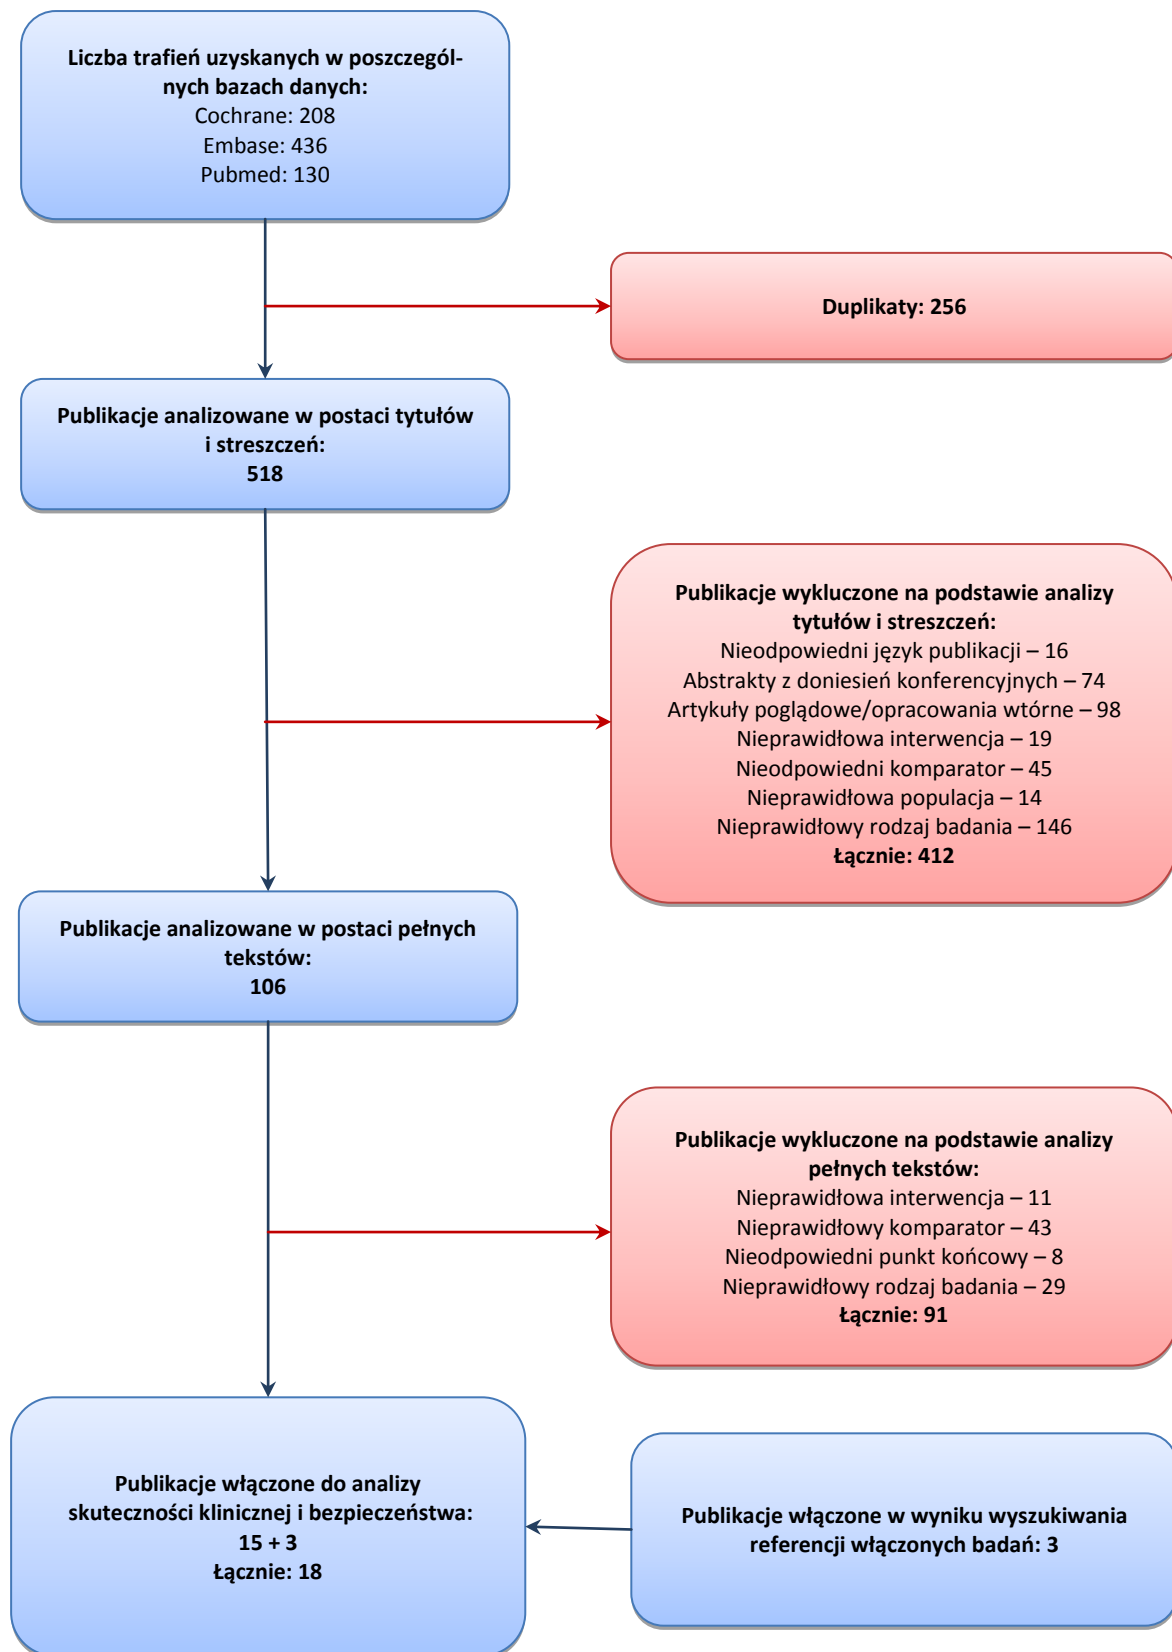 Liczba trafień uzyskanych w poszczegól-
nych bazach danych:
Cochrane: 208
Embase: 436
Pubmed: 130
Duplikaty: 256
Publikacje analizowane w postaci tytułów
i streszczeń:
518
Publikacje wykluczone na podstawie analizy
tytułów i streszczeń:
Nieodpowiedni język publikacji – 16
Abstrakty z doniesień konferencyjnych – 74
Artykuły poglądowe/opracowania wtórne – 98
Nieprawidłowa interwencja – 19
Nieodpowiedni komparator – 45
Nieprawidłowa populacja – 14
Nieprawidłowy rodzaj badania – 146
Łącznie: 412
Publikacje analizowane w postaci pełnych
tekstów:
106
Publikacje wykluczone na podstawie analizy
pełnych tekstów:
Nieprawidłowa interwencja – 11
Nieprawidłowy komparator – 43
Nieodpowiedni punkt końcowy – 8
Nieprawidłowy rodzaj badania – 29
Łącznie: 91
Publikacje włączone do analizy
skuteczności klinicznej i bezpieczeństwa:
15 + 3
Łącznie: 18
Publikacje włączone w wyniku wyszukiwania
referencji włączonych badań: 3